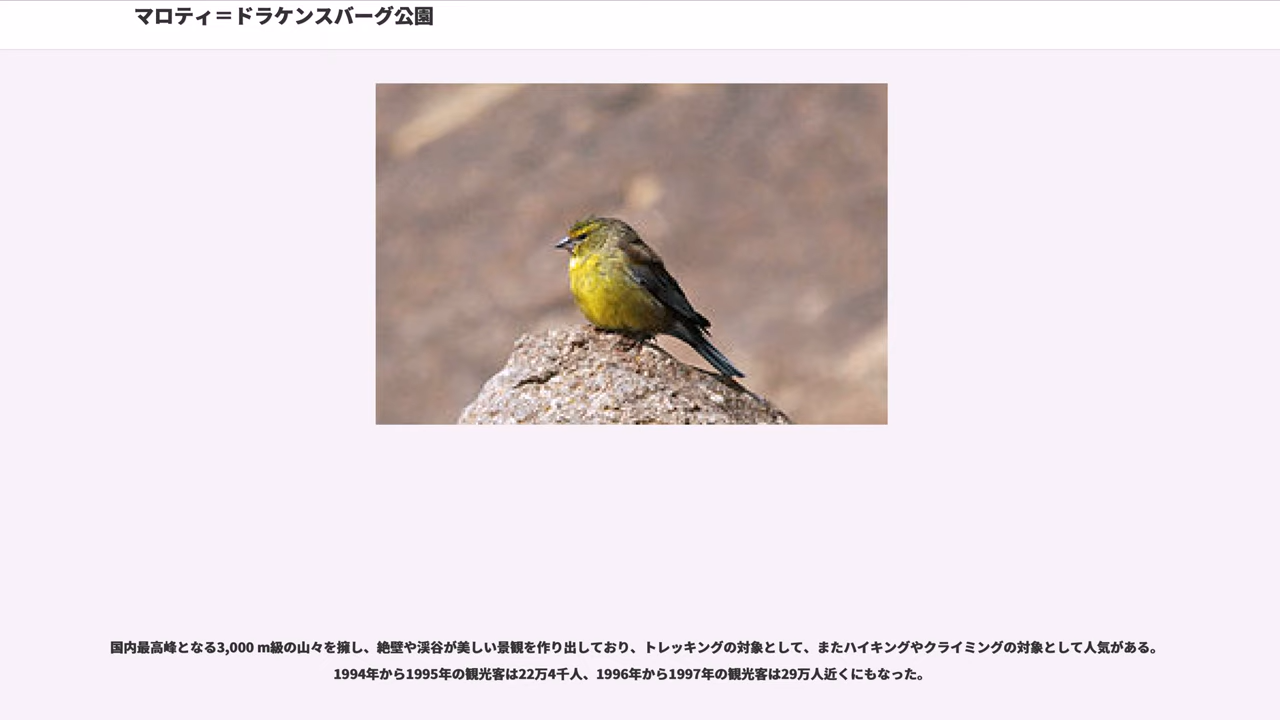 マロティ＝ドラケンスバーグ公園
国内最高峰となる3,000 m級の山々を擁し、絶壁や渓谷が美しい景観を作り出しており、トレッキングの対象として、またハイキングやクライミングの対象として人気がある。
1994年から1995年の観光客は22万4千人、1996年から1997年の観光客は29万人近くにもなった。